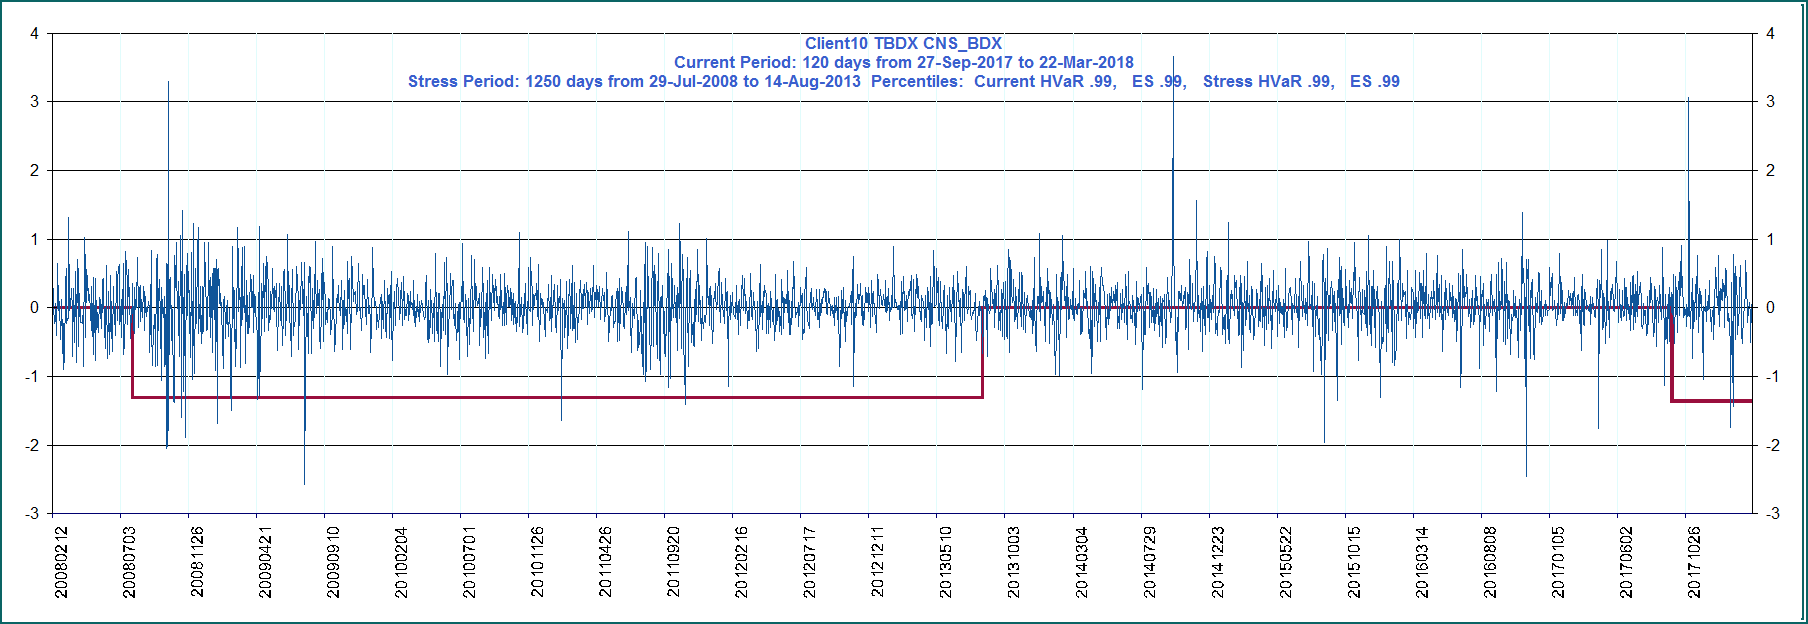 Client10 TBDX CNS_BDX
Current Period: 120 days from 27-Sep-2017 to 22-Mar-2018
Stress Period: 1250 days from 29-Jul-2008 to 14-Aug-2013  Percentiles:  Current HVaR .99,   ES .99,   Stress HVaR .99,   ES .99
4 4
3 3
2 2
1 1
0 0
-1 -1
-2 -2
-3 -3
20080212 20080703 20081126 20090421 20090910 20100204 20100701 20101126 20110426 20110920 20120216 20120717 20121211 20130510 20131003 20140304 20140729 20141223 20150522 20151015 20160314 20160808 20170105 20170602 20171026